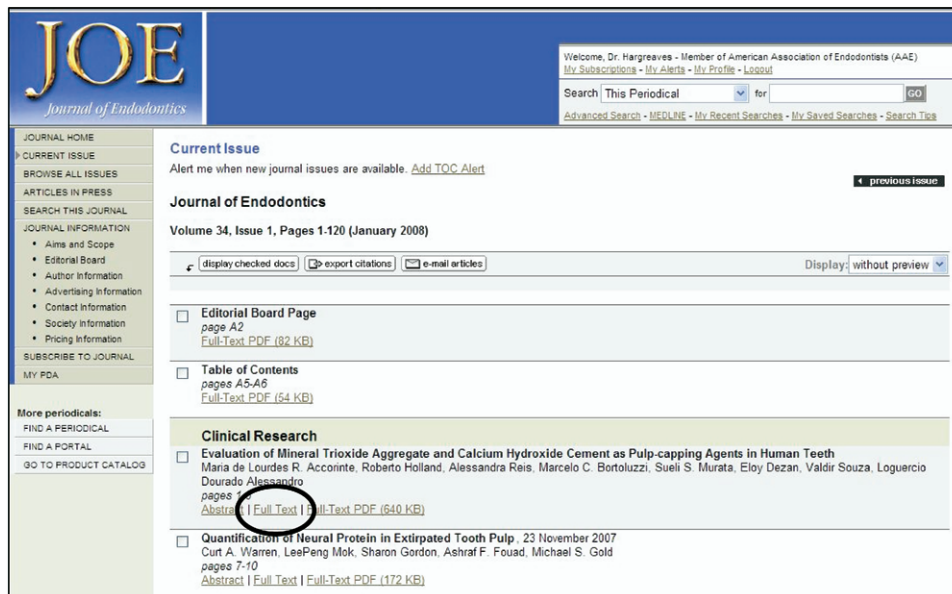 JOE
Journal of Endodontics
Welcome, Dr. Hargreaves - Member of American Association of Endodontists (AAE)
My Subscriptions - My Alerts - My Profile - Logout
Search This Periodical for GO
Advanced Search - MEDLINE - My Recent Searches - My Saved Searches - Search Tips
JOURNAL HOME
CURRENT ISSUE
BROWSE ALL ISSUES
ARTICLES IN PRESS
SEARCH THIS JOURNAL
JOURNAL INFORMATION
• Aims and Scope
• Editorial Board
• Author Information
• Advertising Information
• Contact Information
• Society Information
• Pricing Information
SUBSCRIBE TO JOURNAL
MY PDA
More periodicals:
FIND A PERIODICAL
FIND A PORTAL
GO TO PRODUCT CATALOG
Current Issue
Alert me when new journal issues are available. Add TOC Alert
previous issue
Journal of Endodontics
Volume 34, Issue 1, Pages 1-120 (January 2008)
display checked docs export citations e-mail articles Display: without preview
Editorial Board Page
page A2
Full-Text PDF (82 KB)
Table of Contents
pages A5-A6
Full-Text PDF (54 KB)
Clinical Research
Evaluation of Mineral Trioxide Aggregate and Calcium Hydroxide Cement as Pulp-capping Agents in Human Teeth
Maria de Lourdes R. Accorinte, Roberto Holland, Alessandra Reis, Marcelo C. Bortoluzzi, Sueli S. Murata, Eloy Dezan, Valdir Souza, Loguercio
Dourado Alessandro
pages
Abstract | Full Text | Full-Text PDF (640 KB)
Quantification of Neural Protein in Extirpated Tooth Pulp, 23 November 2007
Curt A. Warren, LeePeng Mok, Sharon Gordon, Ashraf F. Fouad, Michael S. Gold
pages 7-10
Abstract | Full Text | Full-Text PDF (172 KB)